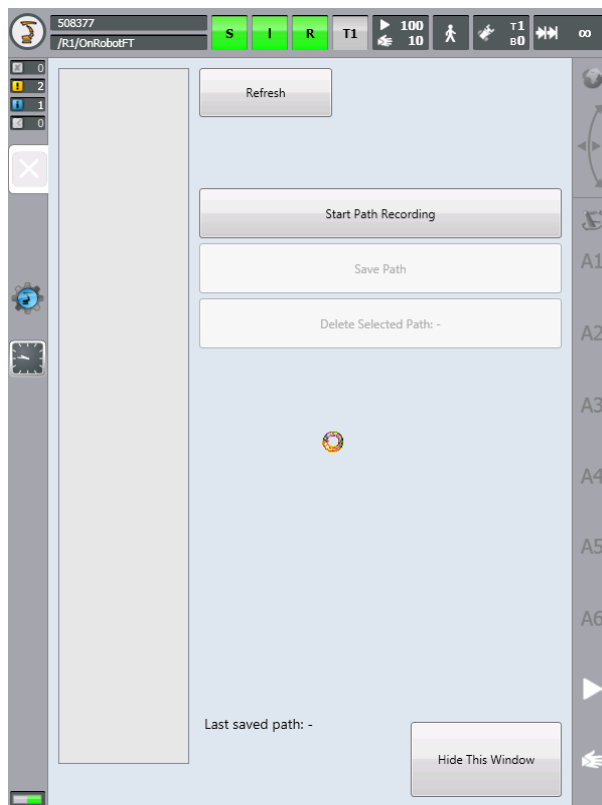 508377
/R1/OnRobotFT
S I R T1
100
10
T1
B0
∞
0
2
1
0
Refresh
Start Path Recording
Save Path
Delete Selected Path: -
A1
A2
A3
A4
A5
A6
Last saved path: -
Hide This Window